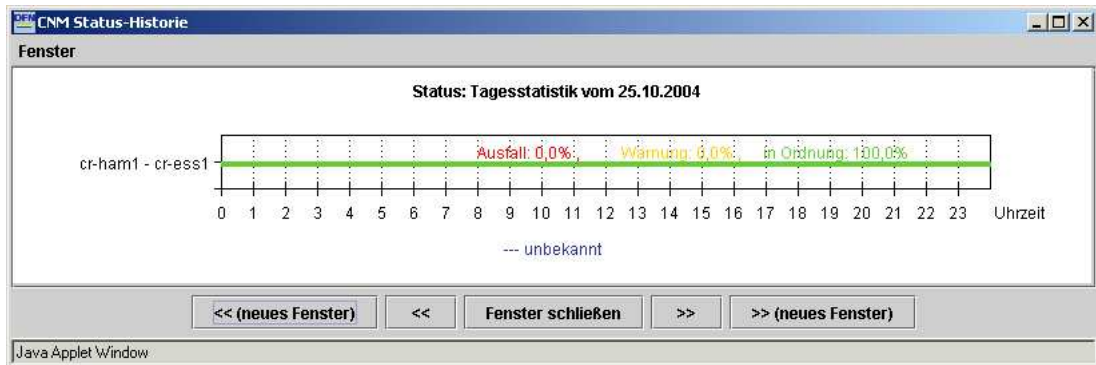 DFN CNM Status-Historie
Fenster
Status: Tagesstatistik vom 25.10.2004
Ausfall: 0,0% , Warnung: 0,0% , in Ordnung: 100,0%
cr-ham1 - cr-ess1
0 1 2 3 4 5 6 7 8 9 10 11 12 13 14 15 16 17 18 19 20 21 22 23 Uhrzeit
--- unbekannt
<< (neues Fenster) << Fenster schließen >> >> (neues Fenster)
Java Applet Window